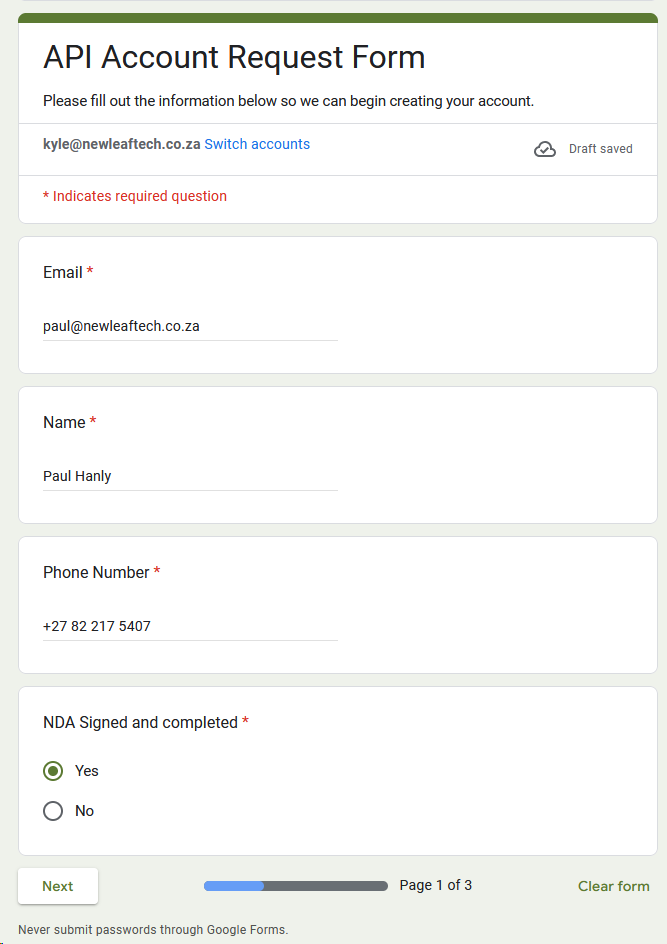 API Account Request Form
Please fill out the information below so we can begin creating your account.
kyle@newleaftech.co.za Switch accounts
Draft saved
* Indicates required question
Email *
paul@newleaftech.co.za
Name *
Paul Hanly
Phone Number *
+27 82 217 5407
NDA Signed and completed *
Yes
No
Next
Page 1 of 3
Clear form
Never submit passwords through Google Forms.